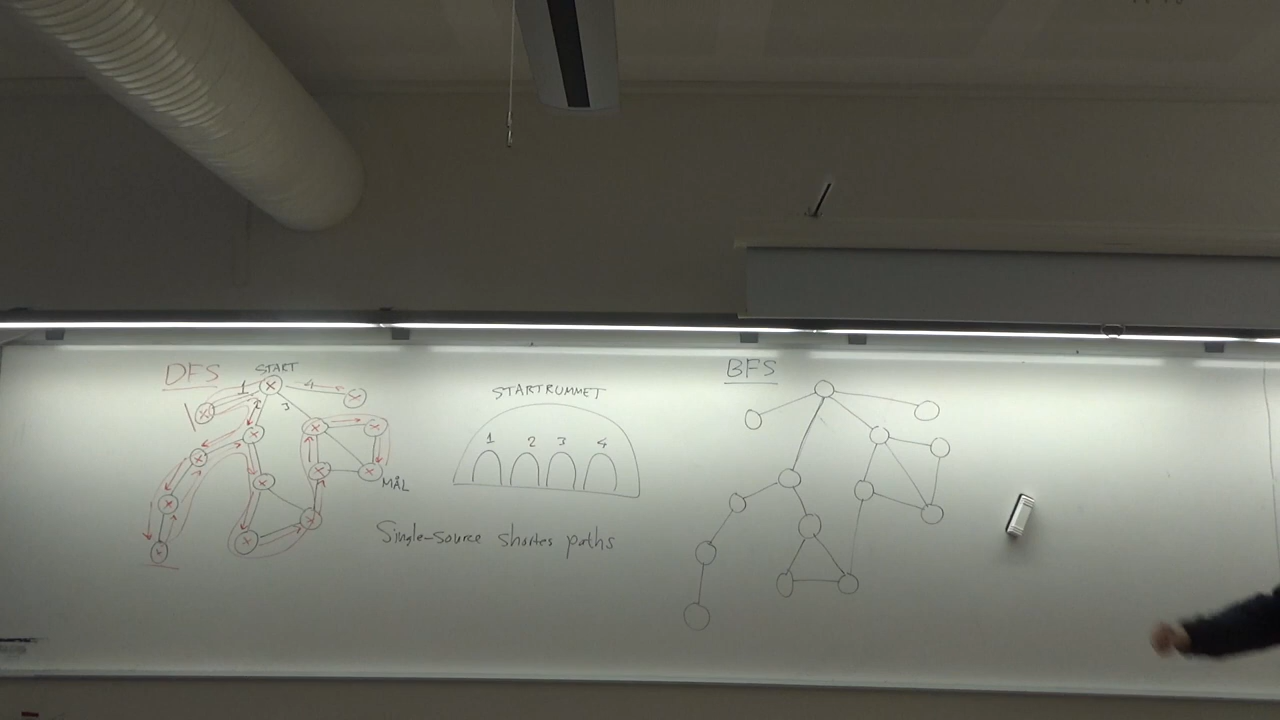 DFS
START
1
2
3
4
MÅL
STARTRUMMET
1 2 3 4
Single-source shortes paths
BFS